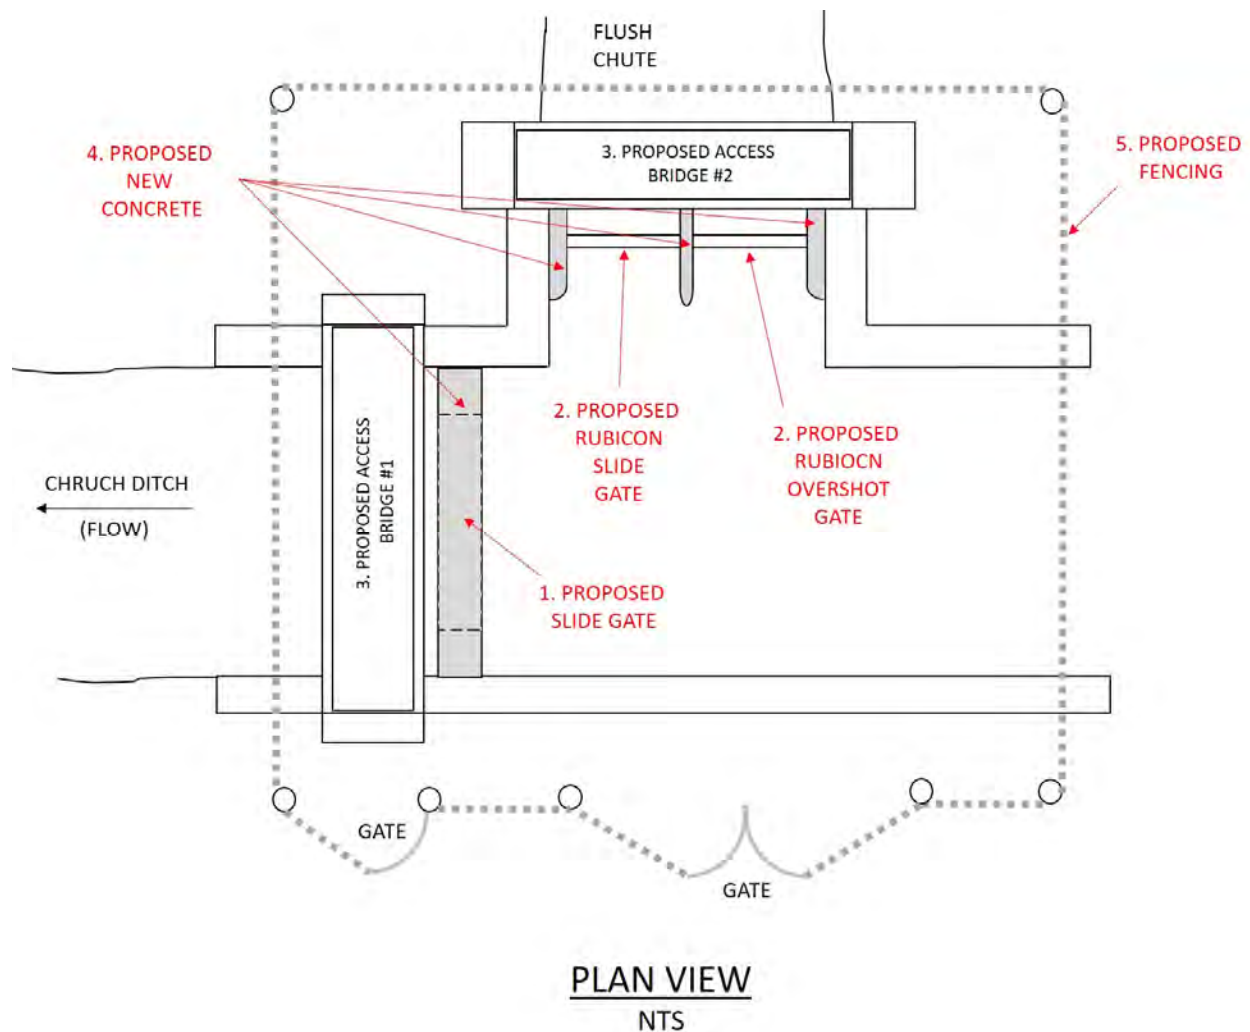 FLUSH
CHUTE
4. PROPOSED
NEW
CONCRETE
3. PROPOSED ACCESS
BRIDGE #2
5. PROPOSED
FENCING
2. PROPOSED
RUBICON
SLIDE
GATE
2. PROPOSED
RUBIOCN
OVERSHOT
GATE
CHRUCH DITCH
(FLOW)
3. PROPOSED ACCESS
BRIDGE #1
1. PROPOSED
SLIDE GATE
GATE
GATE
PLAN VIEW
NTS